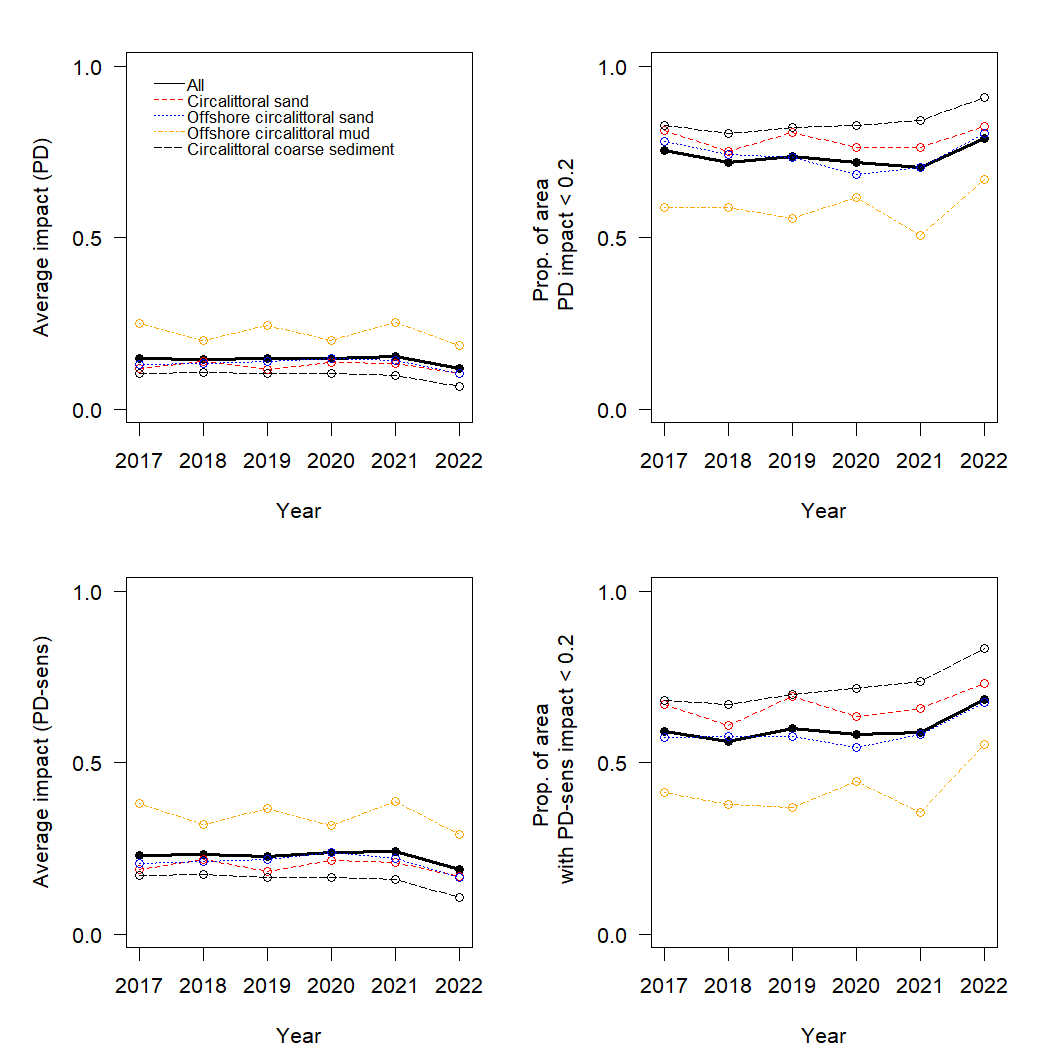 Average impact (PD)
1.0
0.5
0.0
All
Circalittoral sand
Offshore circalittoral sand
Offshore circalittoral mud
Circalittoral coarse sediment
2017 2018 2019 2020 2021 2022
Year
Prop. of area
PD impact < 0.2
1.0
0.5
0.0
2017 2018 2019 2020 2021 2022
Year
Average impact (PD-sens)
1.0
0.5
0.0
2017 2018 2019 2020 2021 2022
Year
Prop. of area
with PD-sens impact < 0.2
1.0
0.5
0.0
2017 2018 2019 2020 2021 2022
Year